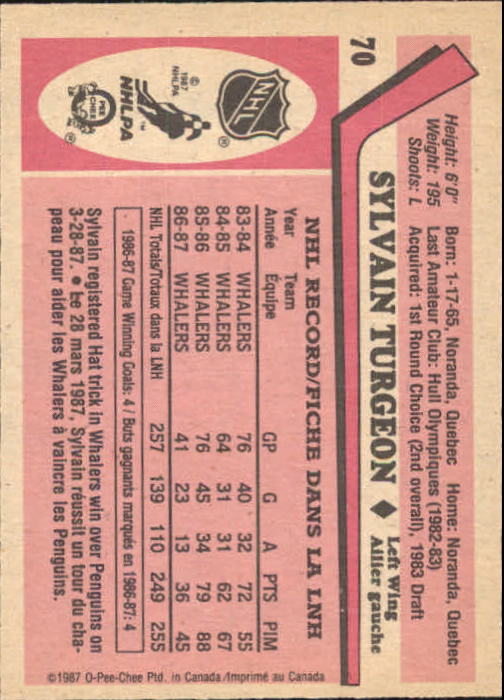 70
Height: 6'0" Born: 1-17-65, Noranda, Quebec Home: Noranda, Quebec
Weight: 195 Last Amateur Club: Hull Olympiques (1982-83)
Shoots: L Acquired: 1st Round Choice (2nd overall), 1983 Draft
SYLVAIN TURGEON ♦ Left Wing
Ailier gauche
NHL
®
© 1987 NHLPA
NHLPA
™
O PEE CHEE
®
NHL RECORD/FICHE DANS LA LNH
Year Team
Année Équipe GP G A PTS PIM
83-84 WHALERS 76 40 32 72 55
84-85 WHALERS 64 31 31 62 67
85-86 WHALERS 76 45 34 79 88
86-87 WHALERS 41 23 13 36 45
NHL Totals/Totaux dans la LNH 257 139 110 249 255
1986-87 Game Winning Goals: 4 / Buts gagnants marqués en 1986-87: 4
Sylvain registered Hat trick in Whalers win over Penguins on
3-28-87. • Le 28 mars 1987, Sylvain réussit un tour du cha-
peau pour aider les Whalers à vaincre les Penguins.
©1987 O-Pee-Chee Ptd. in Canada/Imprimé au Canada